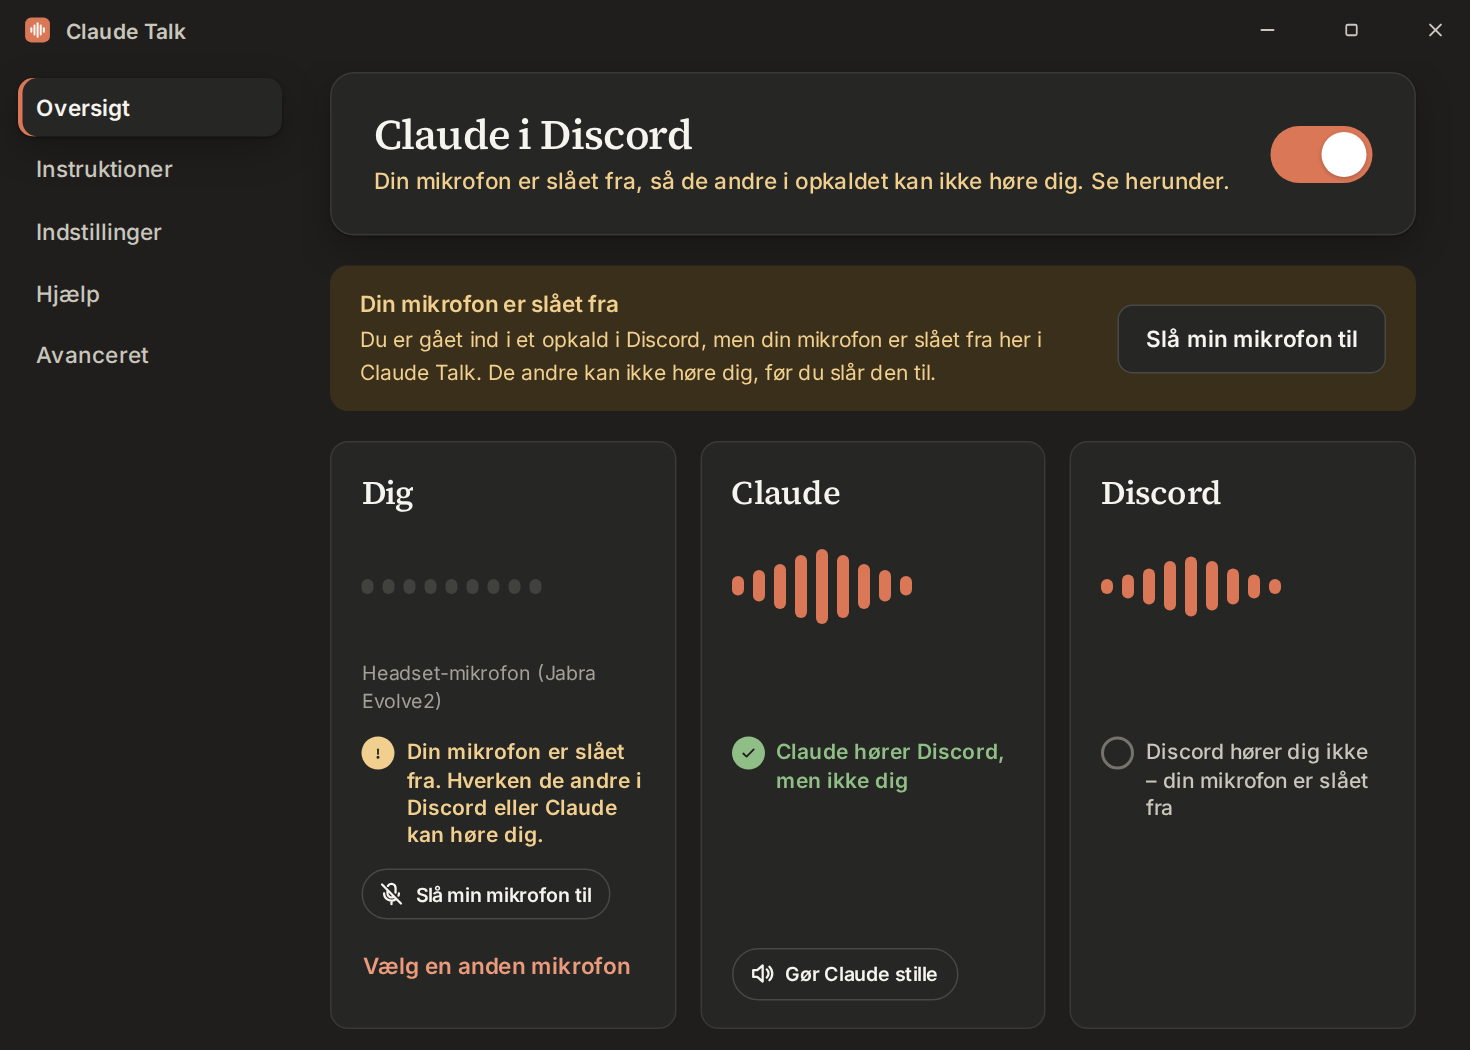 Claude Talk
Oversigt
Instruktioner
Indstillinger
Hjælp
Avanceret
Claude i Discord
Din mikrofon er slået fra, så de andre i opkaldet kan ikke høre dig. Se herunder.
Din mikrofon er slået fra
Du er gået ind i et opkald i Discord, men din mikrofon er slået fra her i
Claude Talk. De andre kan ikke høre dig, før du slår den til.
Slå min mikrofon til
Dig
Headset-mikrofon (Jabra
Evolve2)
Din mikrofon er slået
fra. Hverken de andre i
Discord eller Claude
kan høre dig.
Slå min mikrofon til
Vælg en anden mikrofon
Claude
Claude hører Discord,
men ikke dig
Gør Claude stille
Discord
Discord hører dig ikke
– din mikrofon er slået
fra